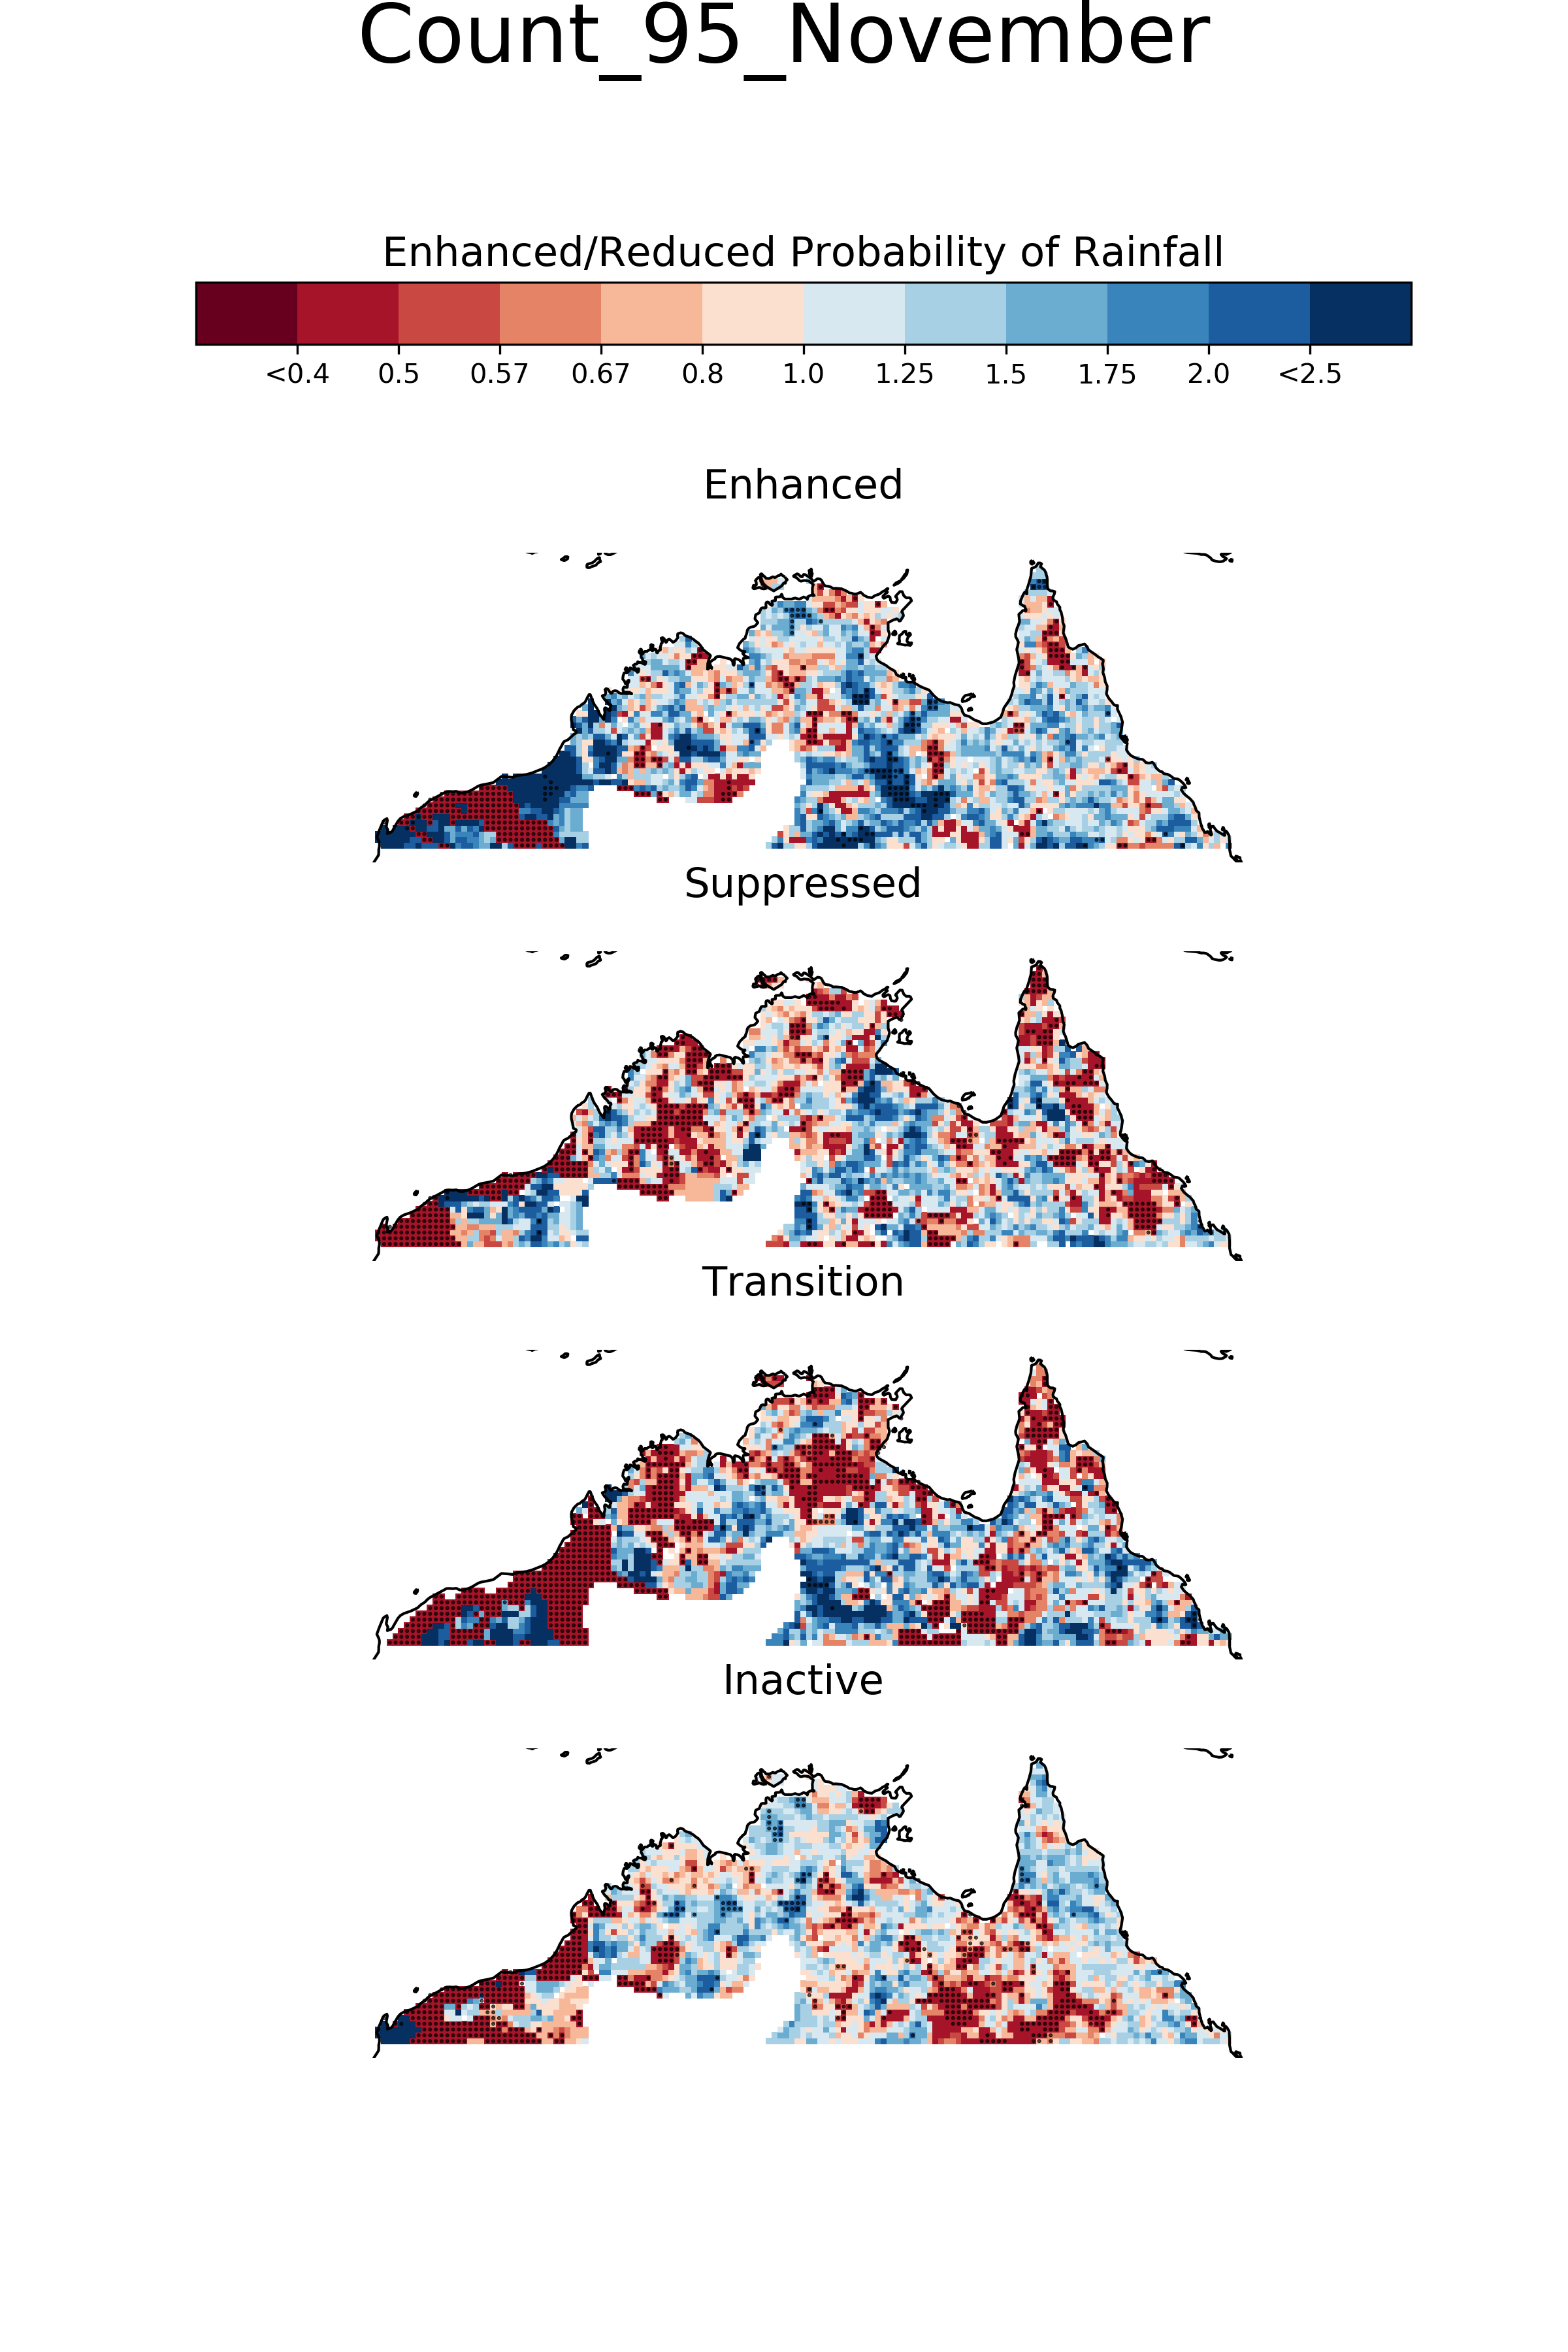 Count_95_November
Enhanced/Reduced Probability of Rainfall
<0.4 0.5 0.57 0.67 0.8 1.0 1.25 1.5 1.75 2.0 <2.5
Enhanced
Suppressed
Transition
Inactive